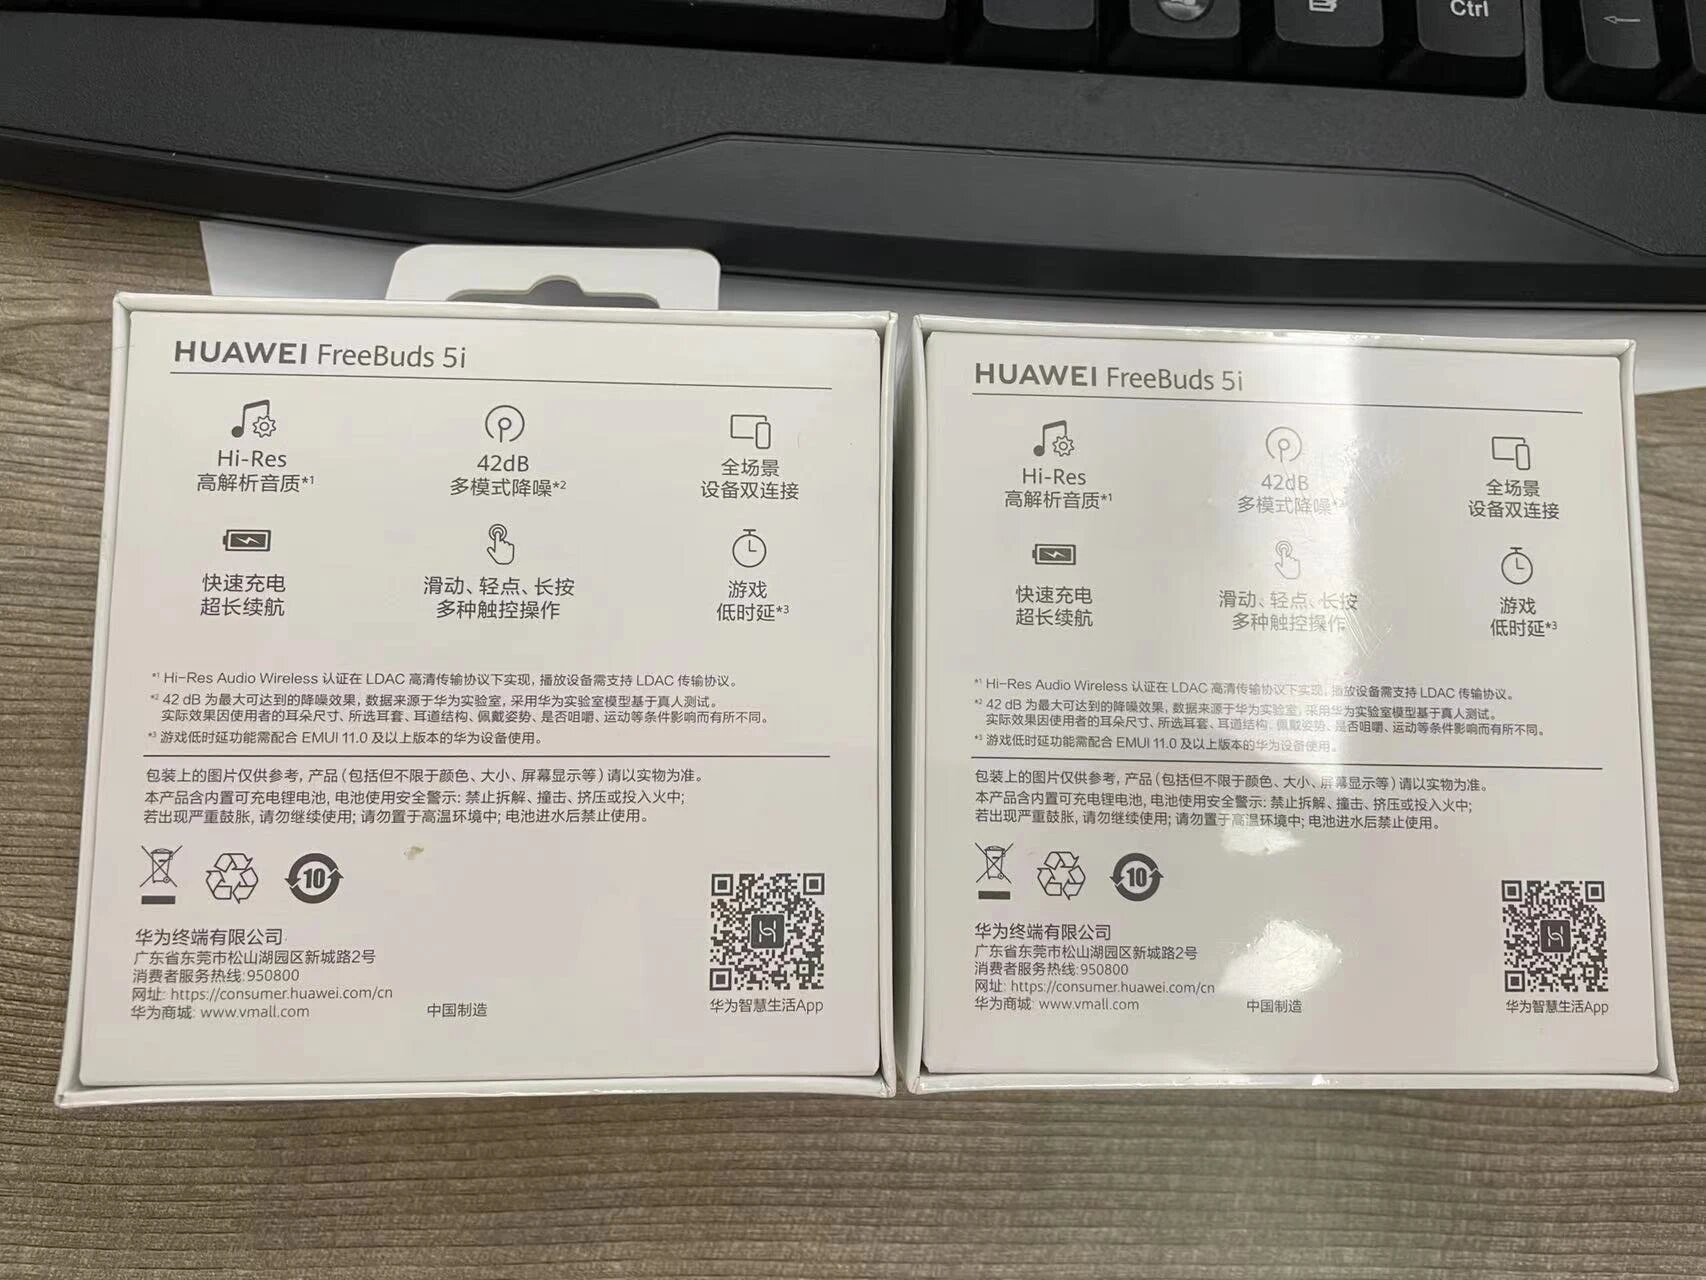 Ctrl
HUAWEI FreeBuds 5i
Hi-Res
高解析音质*1
42dB
多模式降噪*2
全场景
设备双连接
快速充电
超长续航
滑动、轻点、长按
多种触控操作
游戏
低时延*3
*1 Hi-Res Audio Wireless 认证在 LDAC 高清传输协议下实现, 播放设备需支持 LDAC 传输协议。
*2 42 dB 为最大可达到的降噪效果, 数据来源于华为实验室, 采用华为实验室模型基于真人测试。
实际效果因使用者的耳朵尺寸、所选耳套、耳道结构、佩戴姿势、是否咀嚼、运动等条件影响而有所不同。
*3 游戏低时延功能需配合 EMUI 11.0 及以上版本的华为设备使用。
包装上的图片仅供参考, 产品 (包括但不限于颜色、大小、屏幕显示等) 请以实物为准。
本产品含内置可充电锂电池, 电池使用安全警示: 禁止拆解、撞击、挤压或投入火中;
若出现严重鼓胀, 请勿继续使用; 请勿置于高温环境中; 电池进水后禁止使用。
10
华为终端有限公司
广东省东莞市松山湖园区新城路2号
消费者服务热线: 950800
网址: https://consumer.huawei.com/cn
华为商城: www.vmall.com
中国制造
华为智慧生活App
HUAWEI FreeBuds 5i
Hi-Res
高解析音质*1
42dB
多模式降噪*2
全场景
设备双连接
快速充电
超长续航
滑动、轻点、长按
多种触控操作
游戏
低时延*3
*1 Hi-Res Audio Wireless 认证在 LDAC 高清传输协议下实现, 播放设备需支持 LDAC 传输协议。
*2 42 dB 为最大可达到的降噪效果, 数据来源于华为实验室, 采用华为实验室模型基于真人测试。
实际效果因使用者的耳朵尺寸、所选耳套、耳道结构、佩戴姿势、是否咀嚼、运动等条件影响而有所不同。
*3 游戏低时延功能需配合 EMUI 11.0 及以上版本的华为设备使用。
包装上的图片仅供参考, 产品 (包括但不限于颜色、大小、屏幕显示等) 请以实物为准。
本产品含内置可充电锂电池, 电池使用安全警示: 禁止拆解、撞击、挤压或投入火中;
若出现严重鼓胀, 请勿继续使用; 请勿置于高温环境中; 电池进水后禁止使用。
10
华为终端有限公司
广东省东莞市松山湖园区新城路2号
消费者服务热线: 950800
网址: https://consumer.huawei.com/cn
华为商城: www.vmall.com
中国制造
华为智慧生活App